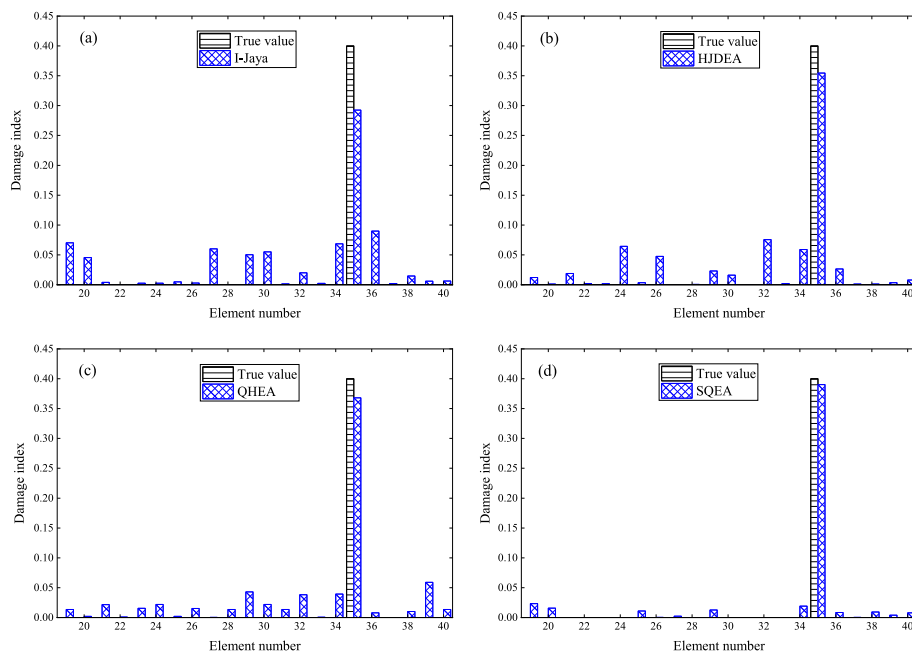 (a)
True value
I-Jaya
0.45
0.40
0.35
0.30
0.25
0.20
0.15
0.10
0.05
0.00
Damage index
20 22 24 26 28 30 32 34 36 38 40
Element number
(b)
True value
HJDEA
0.45
0.40
0.35
0.30
0.25
0.20
0.15
0.10
0.05
0.00
Damage index
20 22 24 26 28 30 32 34 36 38 40
Element number
(c)
True value
QHEA
0.45
0.40
0.35
0.30
0.25
0.20
0.15
0.10
0.05
0.00
Damage index
20 22 24 26 28 30 32 34 36 38 40
Element number
(d)
True value
SQEA
0.45
0.40
0.35
0.30
0.25
0.20
0.15
0.10
0.05
0.00
Damage index
20 22 24 26 28 30 32 34 36 38 40
Element number